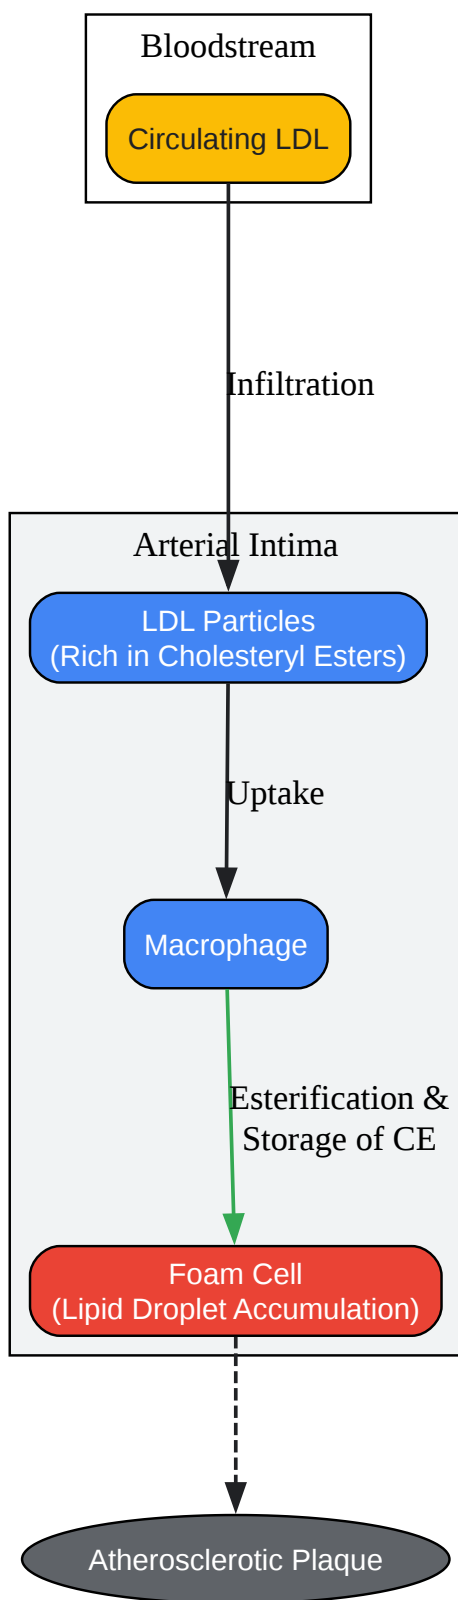 Bloodstream
Circulating LDL
Infiltration
Arterial Intima
LDL Particles
(Rich in Cholesteryl Esters)
Uptake
Macrophage
Esterification &
Storage of CE
Foam Cell
(Lipid Droplet Accumulation)
Atherosclerotic Plaque